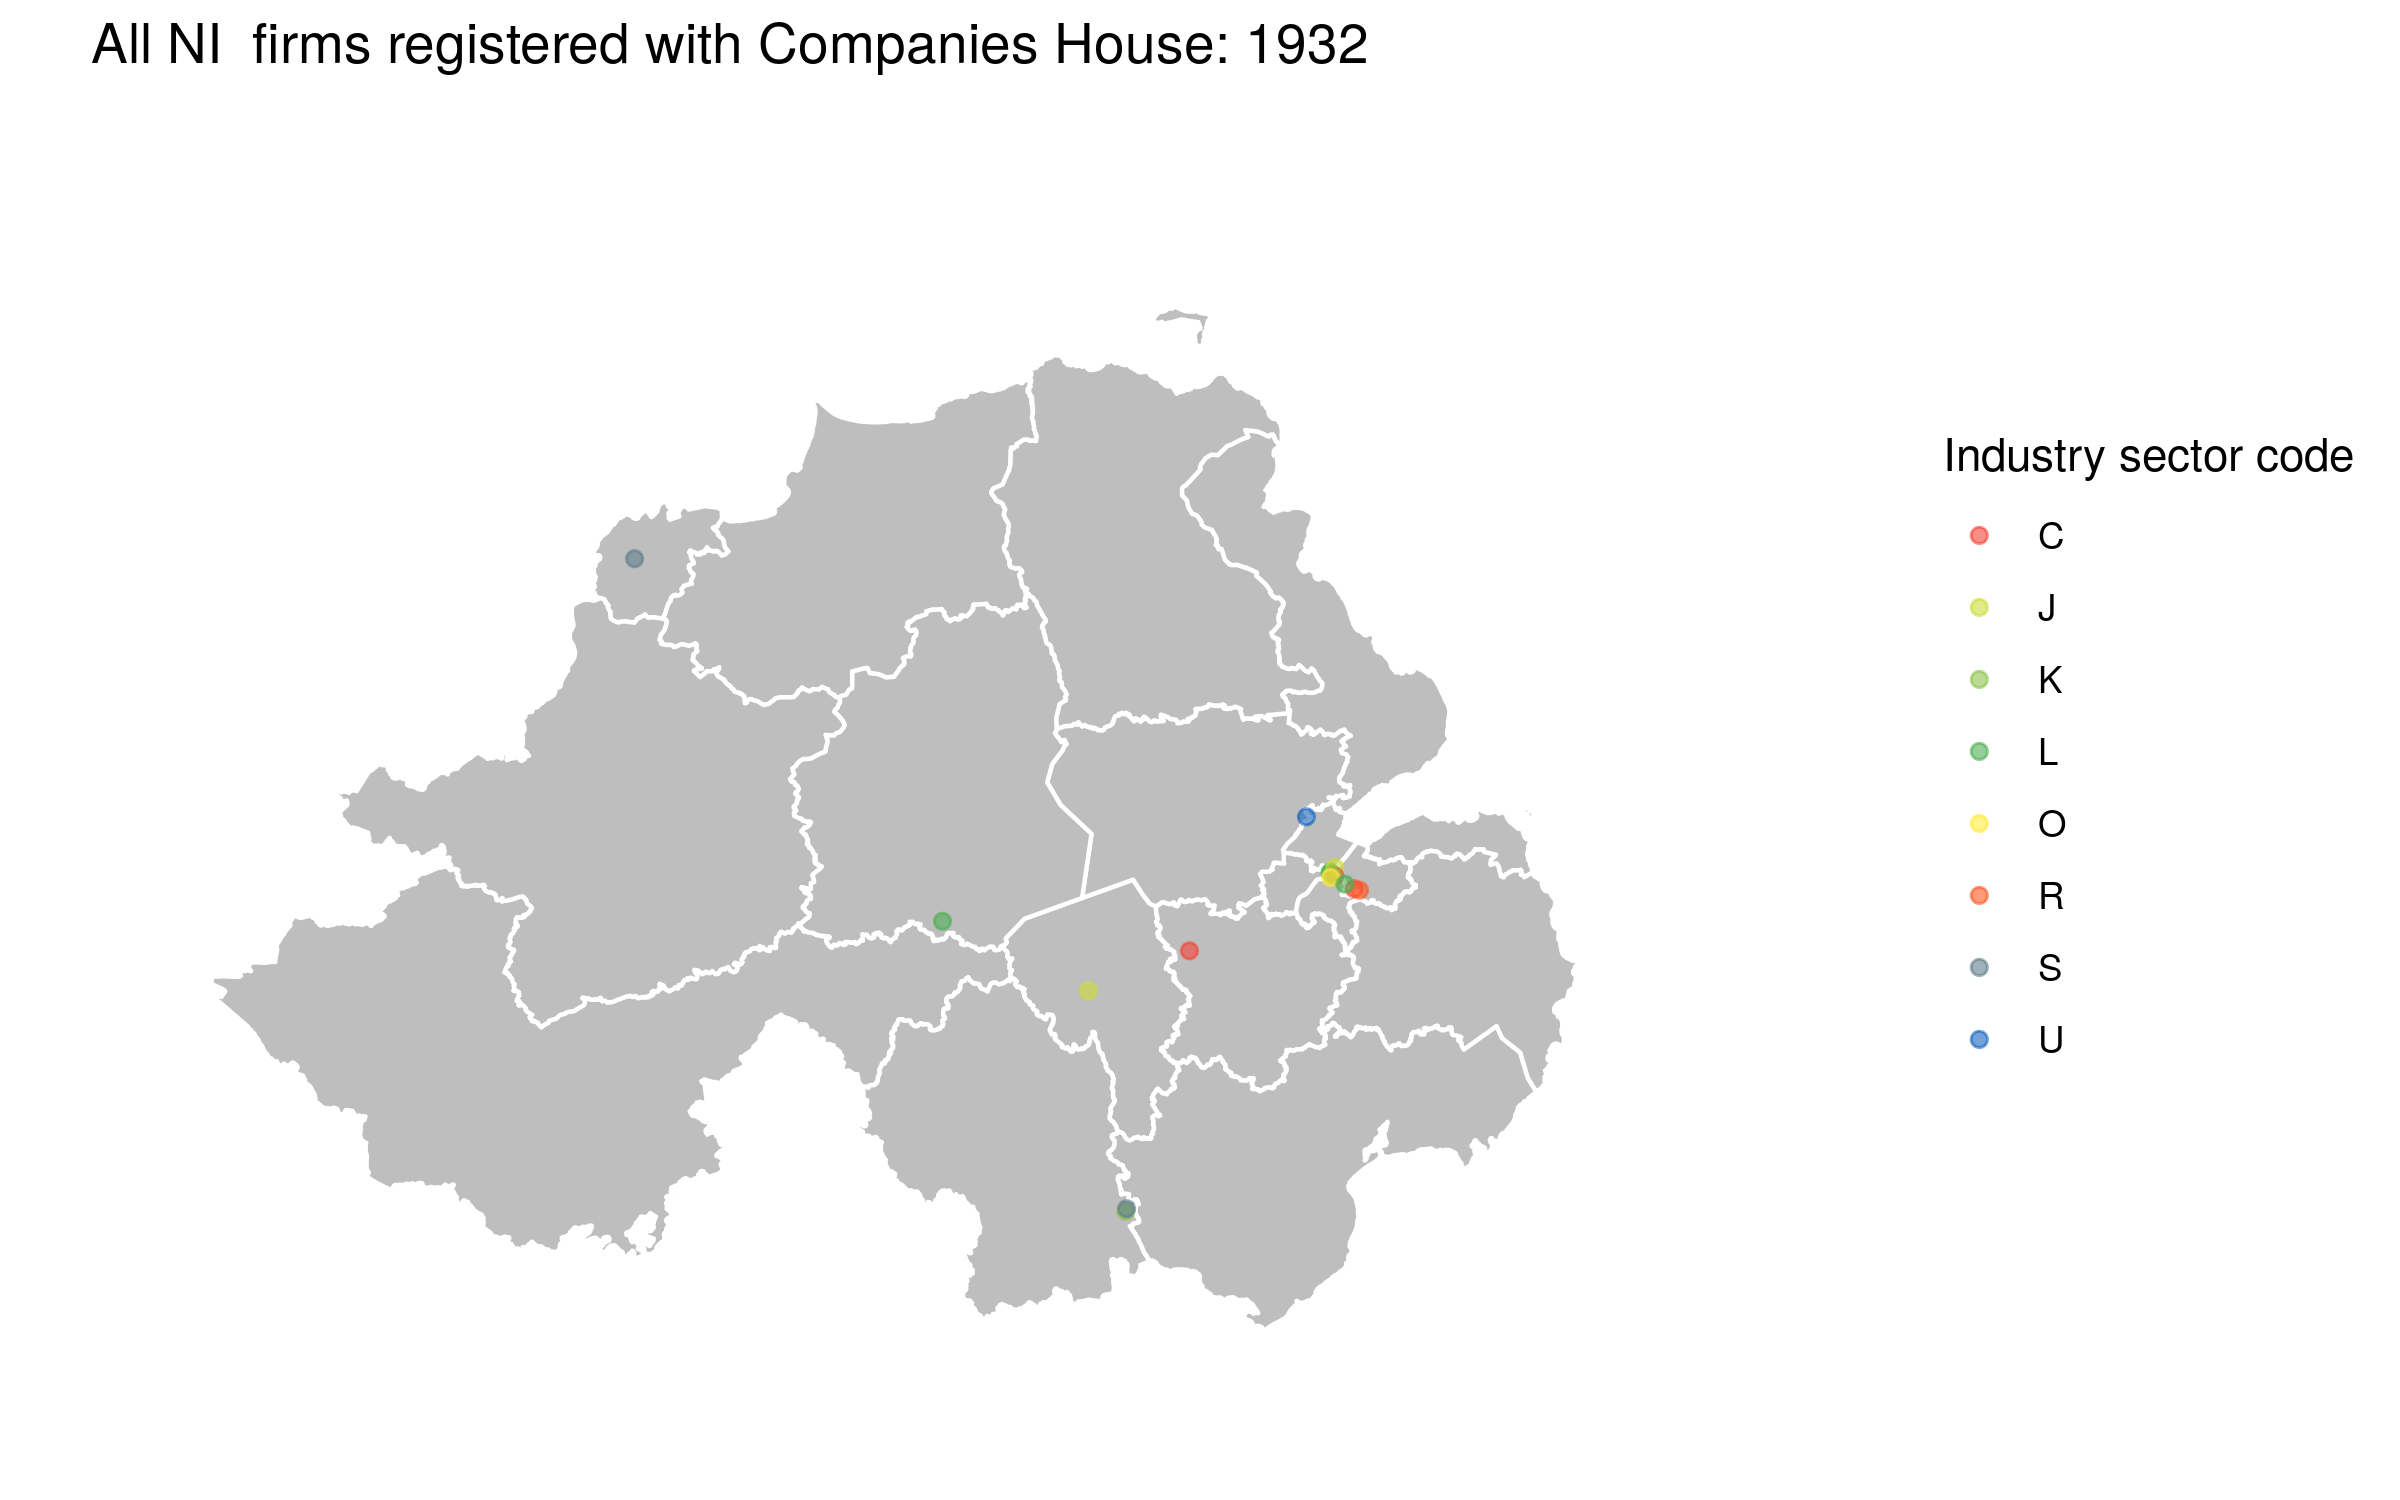 All NI  firms registered with Companies House: 1932
Industry sector code
C
J
K
L
O
R
S
U